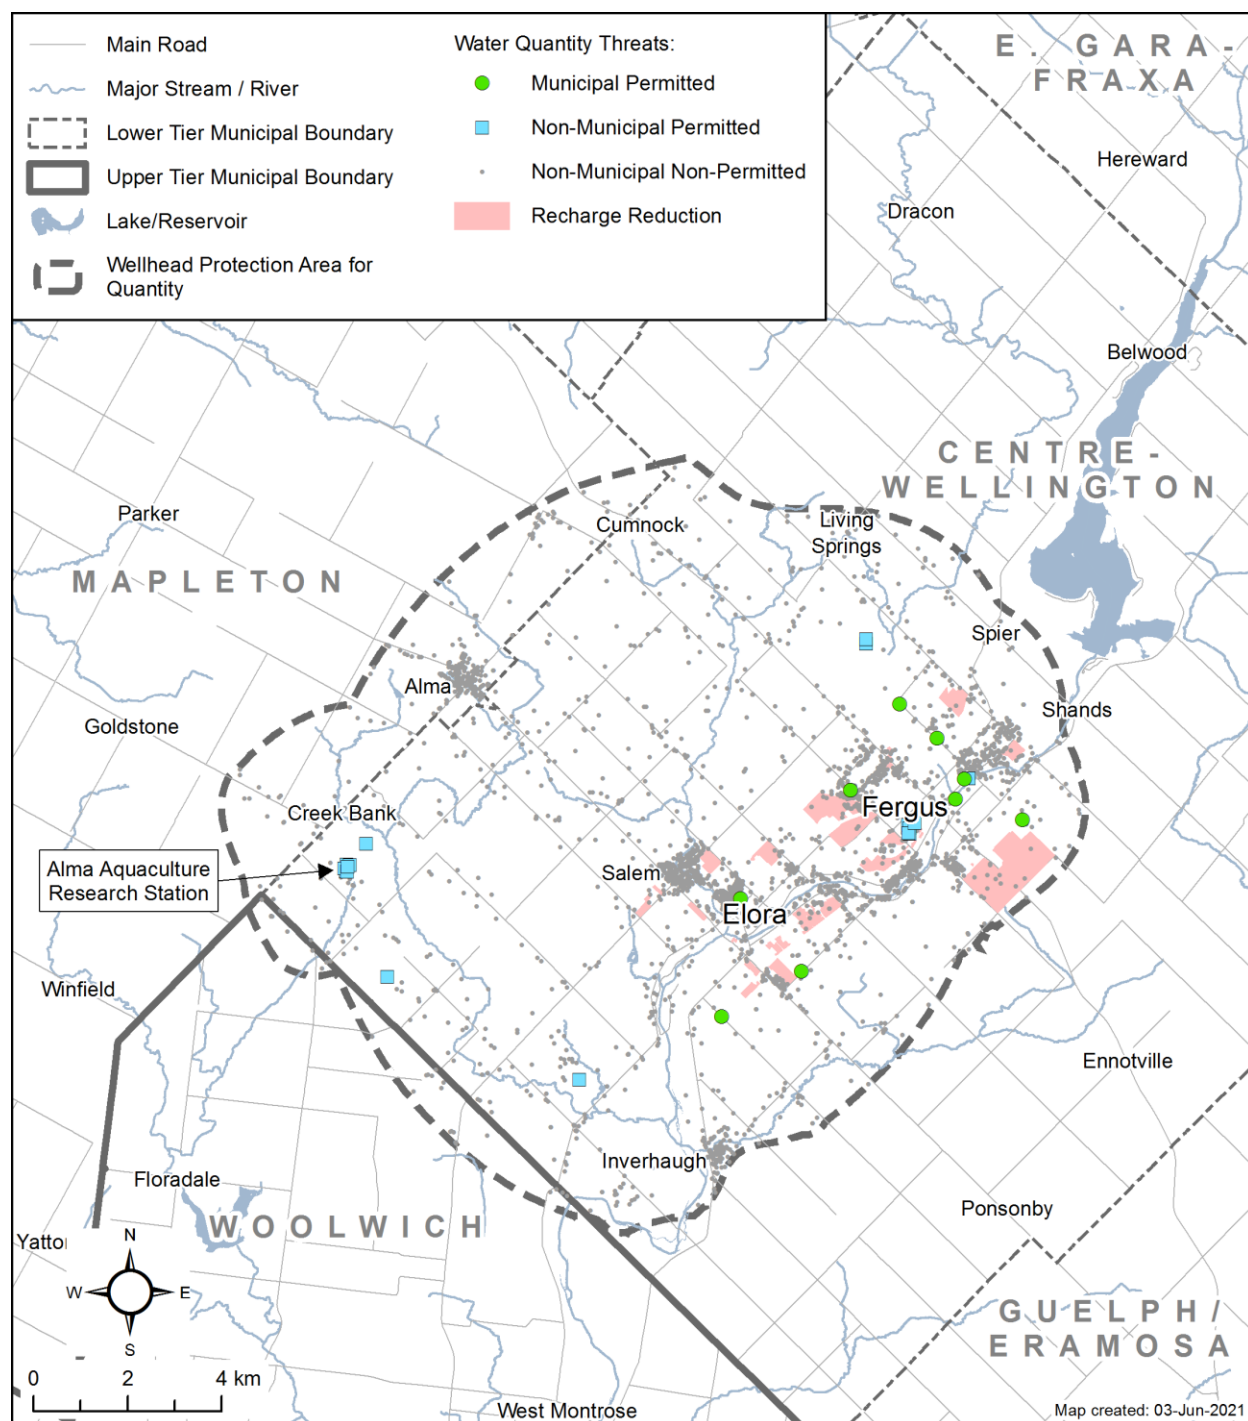 Main Road
Major Stream / River
Lower Tier Municipal Boundary
Upper Tier Municipal Boundary
Lake/Reservoir
Wellhead Protection Area for
Quantity
Water Quantity Threats:
Municipal Permitted
Non-Municipal Permitted
Non-Municipal Non-Permitted
Recharge Reduction
E. GARA-
FRAXA
Hereward
Dracon
Belwood
CENTRE-
WELLINGTON
Parker
Cumnock
Living
Springs
MAPLETON
Spier
Alma
Shands
Goldstone
Creek Bank
Fergus
Alma Aquaculture
Research Station
Salem
Elora
Winfield
Ennotville
Inverhaugh
Floradale
Ponsonby
WOOLWICH
Yatto
N
W
E
S
GUELPH/
ERAMOSA
0 2 4 km
West Montrose
Map created: 03-Jun-2021